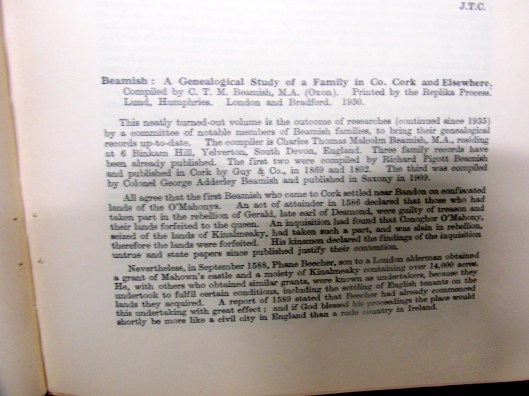 J.T.C.
Beamish: A Genealogical Study of a Family in Co. Cork and Elsewhere.
Compiled by C. T. M. Beamish, M.A. (Oxon). Printed by the Replika Process.
Lund, Humphries. London and Bradford. 1950.
This neatly turned-out volume is the outcome of researches (continued since 1935)
by a committee of notable members of Beamish families, to bring their genealogical
records up-to-date. The compiler is Charles Thomas Malcolm Beamish, M.A., residing
at 6 Binkam Hill, Yelverton, South Devon, England. Three family records have
been already published. The first two were compiled by Richard Pigott Beamish
and published in Cork by Guy & Co., in 1869 and 1892. The third was compiled
by Colonel George Adderley Beamish and published in Saxony in 1909.
All agree that the first Beamish who came to Cork settled near Bandon on confiscated
lands of the O'Mahonys. An act of attainder in 1586 declared that those who had
taken part in the rebellion of Gerald, late earl of Desmond, were guilty of treason and
their lands forfeited to the queen. An inquisition had found that Conoghor O'Mahony,
seized of the lands of Kinalmeaky, had taken such a part, and was slain in rebellion,
therefore the lands were forfeited. His kinsmen declared the findings of the inquisition
untrue and state papers since published justify their contention.
Nevertheless, in September 1588, Phane Beecher, son to a London alderman obtained
a grant of Mahown's castle and a moiety of Kinalmeaky containing over 14,000 acres.
He, with others who obtained similar grants, were known as undertakers, because they
undertook to fulfil certain conditions, including the settling of English tenants on the
lands they acquired. A report of 1589 stated that Beecher had already commenced
this undertaking with great effect; and if God blessed his proceedings the place would
shortly be more like a civil city in England than a rude country in Ireland.